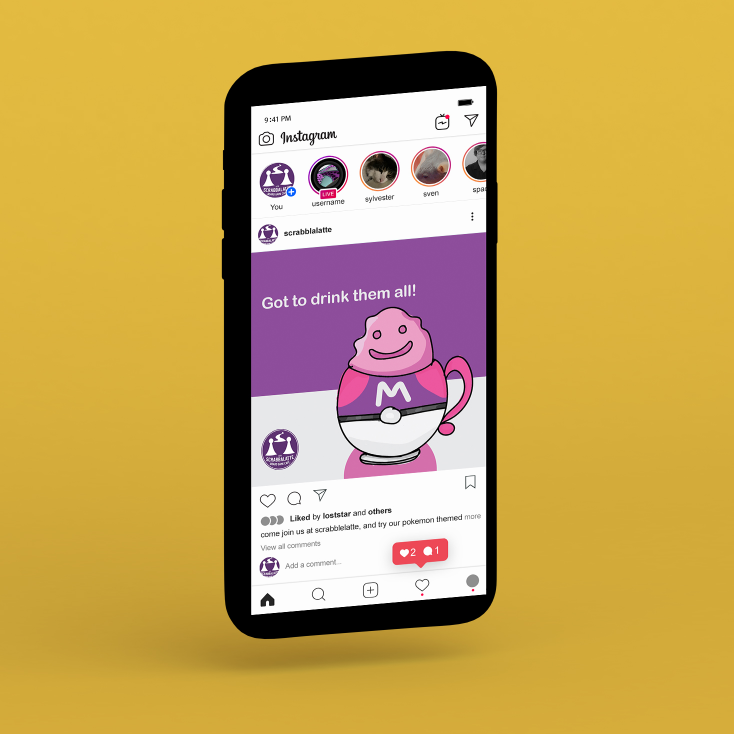 9:41 PM
Instagram
SCRABBLALATTE
LIVE
You
username
sylvester
sven
spac
scrabblalatte
Got to drink them all!
M
SCRABBLALATTE
Liked by loststar and others
come join us at scrabblelatte, and try our pokemon themed more
View all comments
2 1
Add a comment...